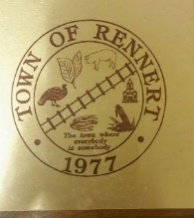 TOWN OF RENNERT
The town where
everybody
is somebody
1977